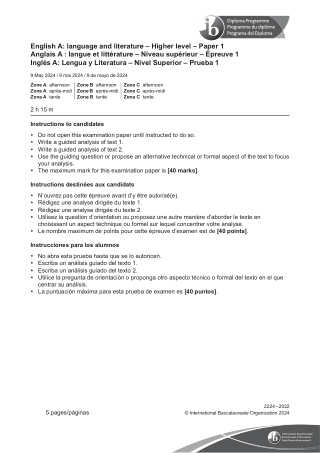 Diploma Programme
Programme du diplôme
Programa del Diploma
English A: language and literature – Higher level – Paper 1
Anglais A : langue et littérature – Niveau supérieur – Épreuve 1
Inglés A: Lengua y Literatura – Nivel Superior – Prueba 1
9 May 2024 / 9 mai 2024 / 9 de mayo de 2024
Zone A afternoon Zone B afternoon Zone C afternoon
Zone A après-midi Zone B après-midi Zone C après-midi
Zona A tarde Zona B tarde Zona C tarde
2 h 15 m
Instructions to candidates
• Do not open this examination paper until instructed to do so.
• Write a guided analysis of text 1.
• Write a guided analysis of text 2.
• Use the guiding question or propose an alternative technical or formal aspect of the text to focus
your analysis.
• The maximum mark for this examination paper is [40 marks].
Instructions destinées aux candidats
• N'ouvrez pas cette épreuve avant d'y être autorisé(e).
• Rédigez une analyse dirigée du texte 1.
• Rédigez une analyse dirigée du texte 2.
• Utilisez la question d'orientation ou proposez une autre manière d'aborder le texte en
choisissant un aspect technique ou formel sur lequel concentrer votre analyse.
• Le nombre maximum de points pour cette épreuve d'examen est de [40 points].
Instrucciones para los alumnos
• No abra esta prueba hasta que se lo autoricen.
• Escriba un análisis guiado del texto 1.
• Escriba un análisis guiado del texto 2.
• Utilice la pregunta de orientación o proponga otro aspecto técnico o formal del texto en el que
centrar su análisis.
• La puntuación máxima para esta prueba de examen es [40 puntos].
2224 – 2022
5 pages/páginas
© International Baccalaureate Organization 2024
International Baccalaureate
Baccalauréat International
Bachillerato Internacional